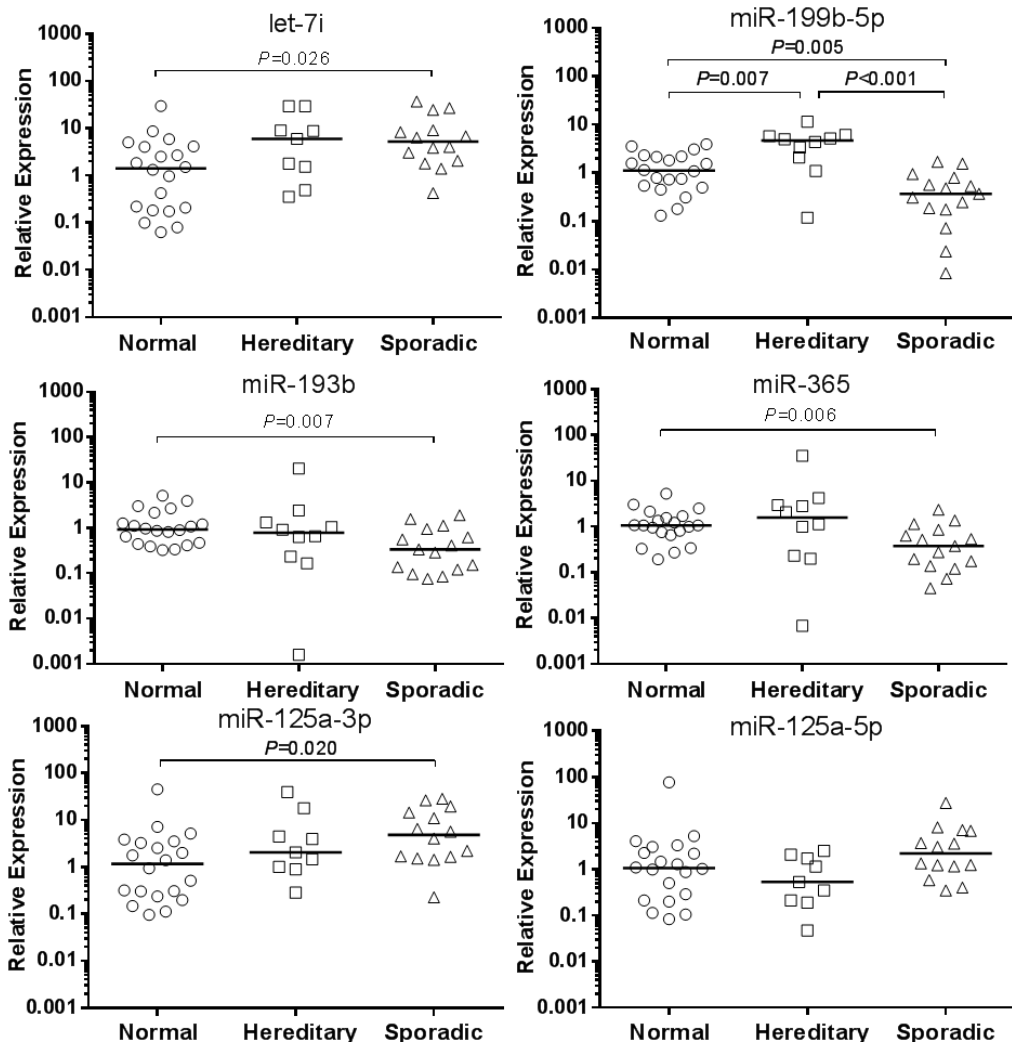 let-7i
P=0.026
Relative Expression
1000
100
10
1
0.1
0.01
0.001
Normal Hereditary Sporadic
miR-199b-5p
P=0.005
P=0.007 P<0.001
Relative Expression
1000
100
10
1
0.1
0.01
0.001
Normal Hereditary Sporadic
miR-193b
P=0.007
Relative Expression
1000
100
10
1
0.1
0.01
0.001
Normal Hereditary Sporadic
miR-365
P=0.006
Relative Expression
1000
100
10
1
0.1
0.01
0.001
Normal Hereditary Sporadic
miR-125a-3p
P=0.020
Relative Expression
1000
100
10
1
0.1
0.01
0.001
Normal Hereditary Sporadic
miR-125a-5p
Relative Expression
1000
100
10
1
0.1
0.01
0.001
Normal Hereditary Sporadic